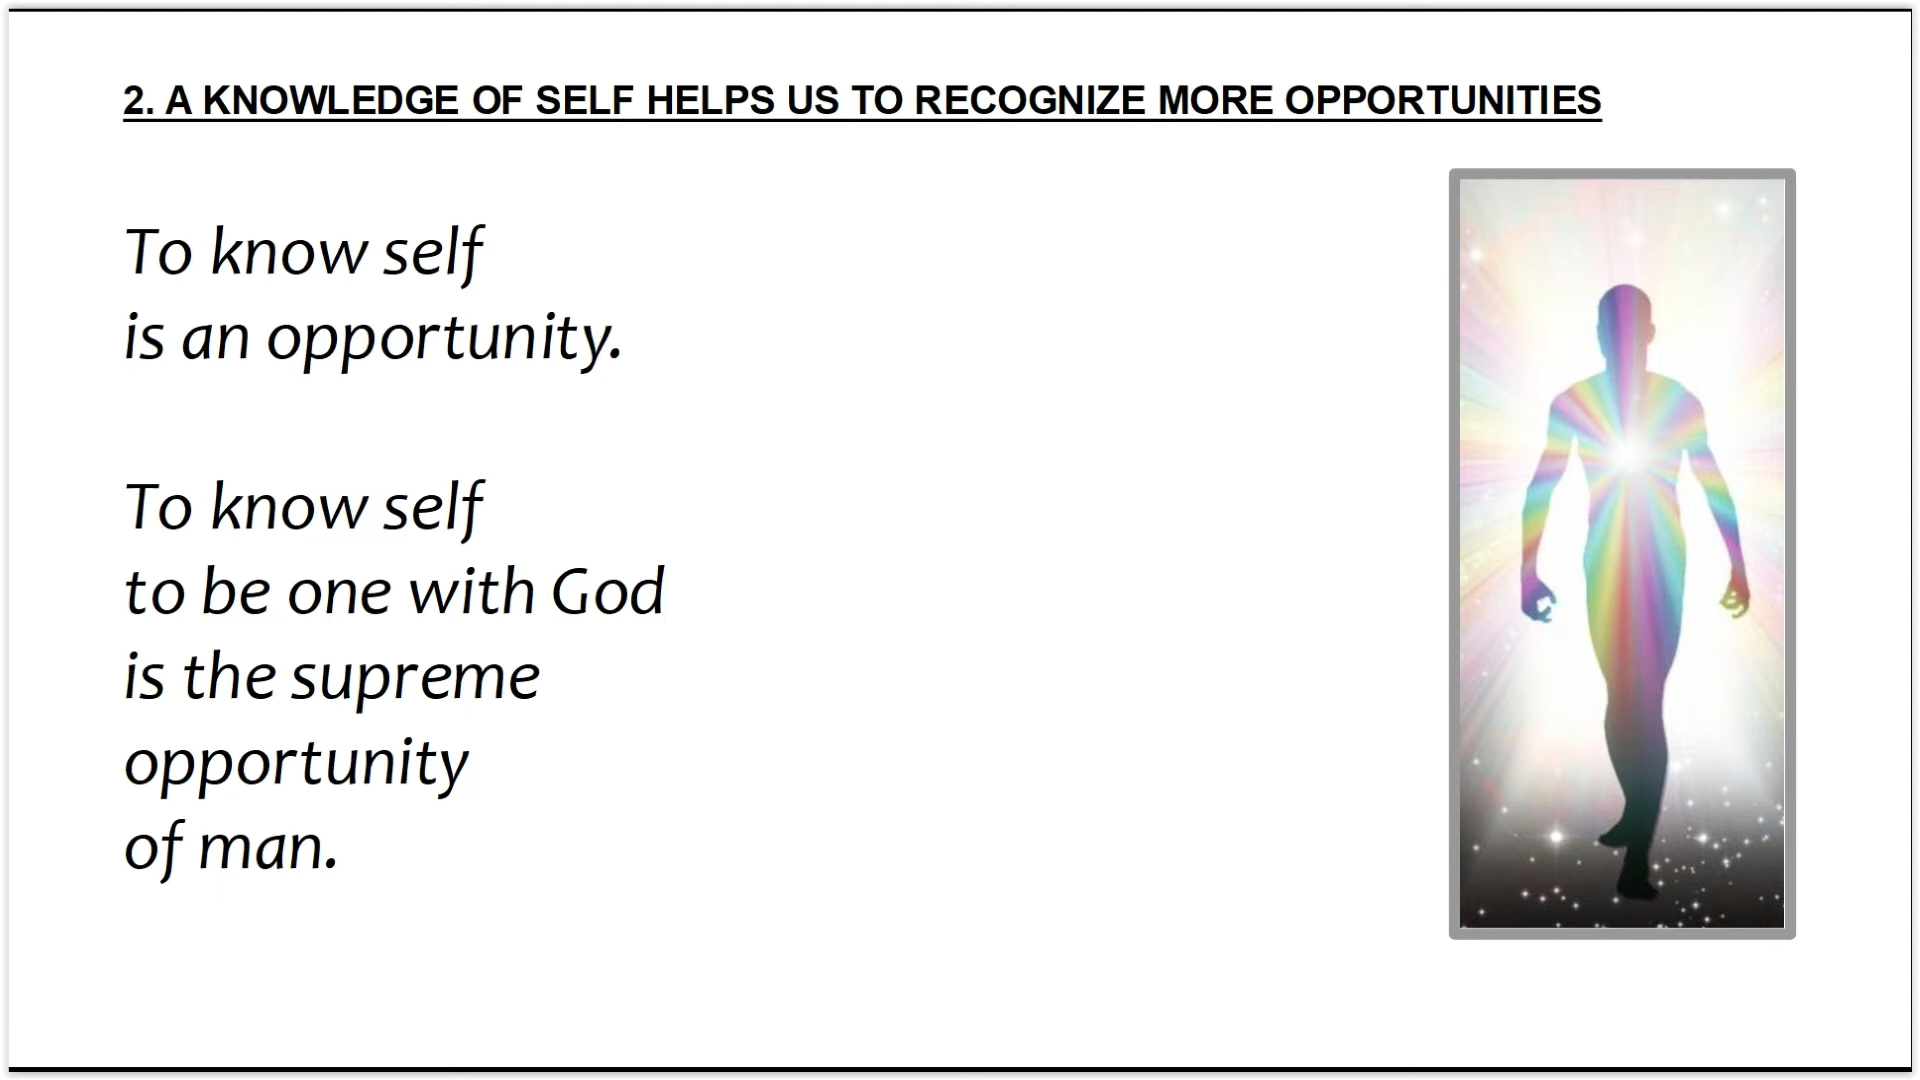 2. A KNOWLEDGE OF SELF HELPS US TO RECOGNIZE MORE OPPORTUNITIES
To know self
is an opportunity.
To know self
to be one with God
is the supreme
opportunity
of man.